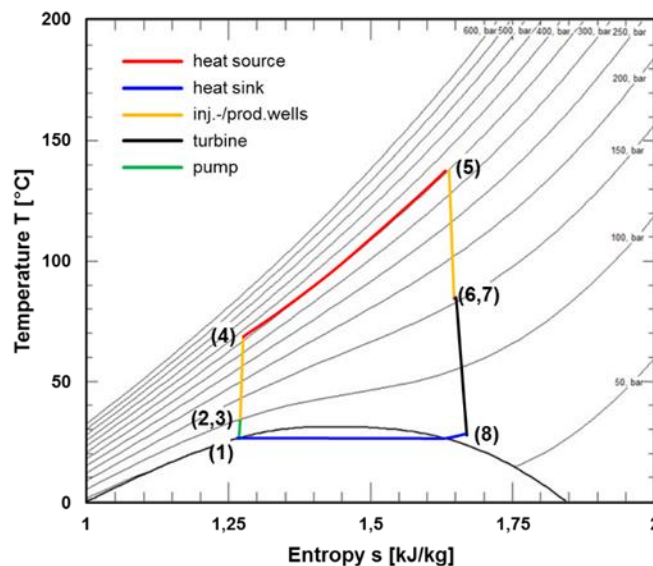 200
150
100
50
0
Temperature T [°C]
heat source
heat sink
inj.-/prod.wells
turbine
pump
600, bar
500, bar
400, bar
300, bar
250, bar
200, bar
150, bar
100, bar
50, bar
(5)
(6,7)
(4)
(2,3)
(1)
(8)
1
1,25
1,5
1,75
2
Entropy s [kJ/kg]